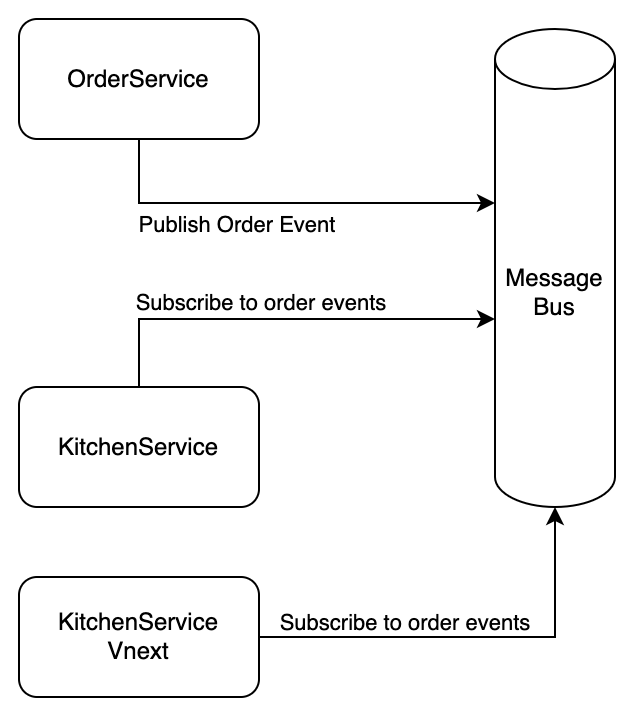 OrderService
Publish Order Event
Message
Bus
Subscribe to order events
KitchenService
KitchenService
Vnext
Subscribe to order events